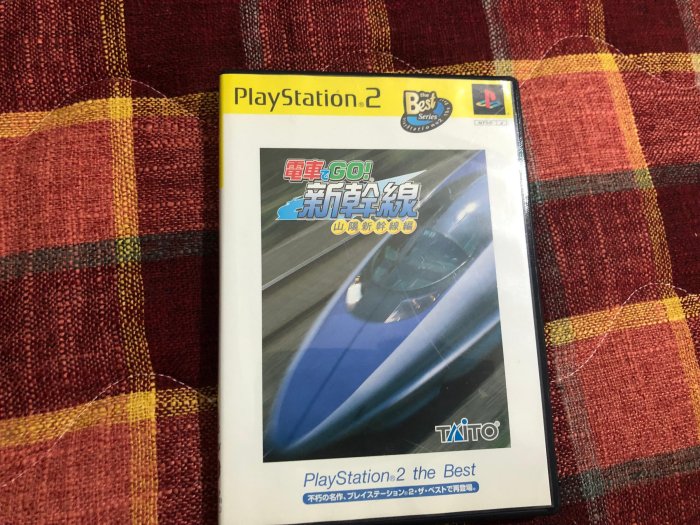 PlayStation®2
The
Best
Series
電車でGO!
新幹線
山陽新幹線編
TAITO
PlayStation®2 the Best
不朽の名作、プレイステーション®2・ザ・ベストで再登場。